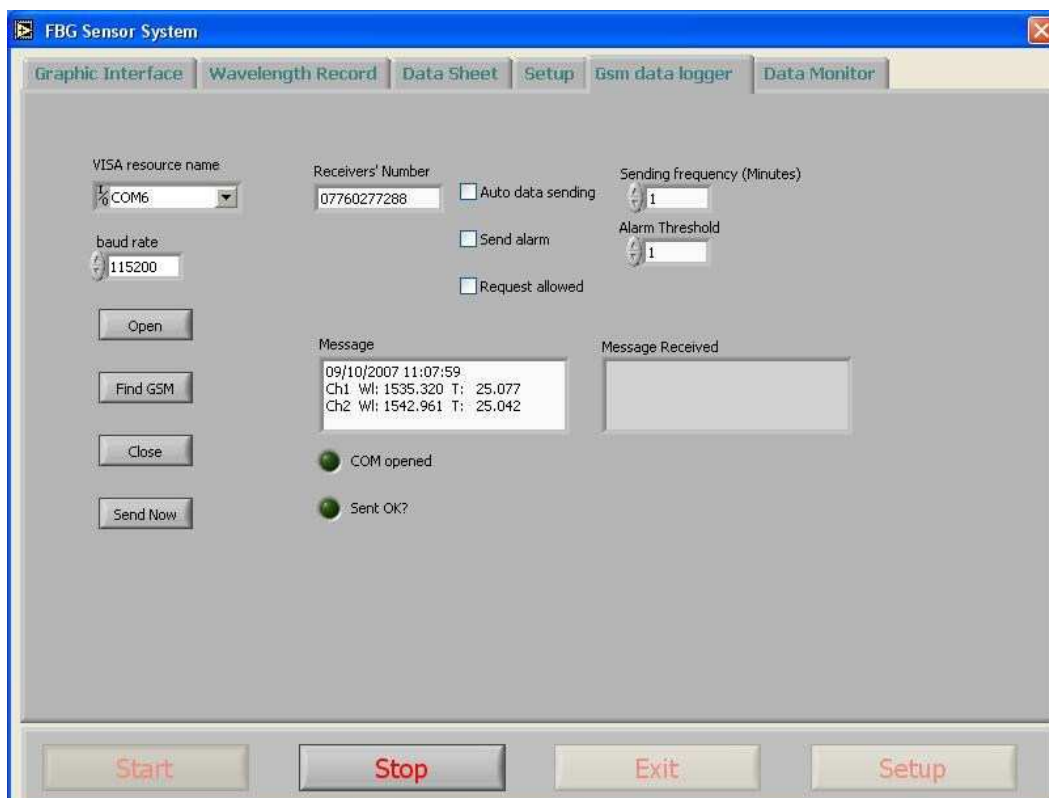 FBG Sensor System
Graphic Interface
Wavelength Record
Data Sheet
Setup
Gsm data logger
Data Monitor
VISA resource name
I/O COM6
baud rate
115200
Open
Find GSM
Close
Send Now
Receivers' Number
07760277288
Auto data sending
Send alarm
Request allowed
Sending frequency (Minutes)
1
Alarm Threshold
1
Message
09/10/2007 11:07:59
Ch1 Wl: 1535.320 T: 25.077
Ch2 Wl: 1542.961 T: 25.042
Message Received
COM opened
Sent OK?
Start
Stop
Exit
Setup